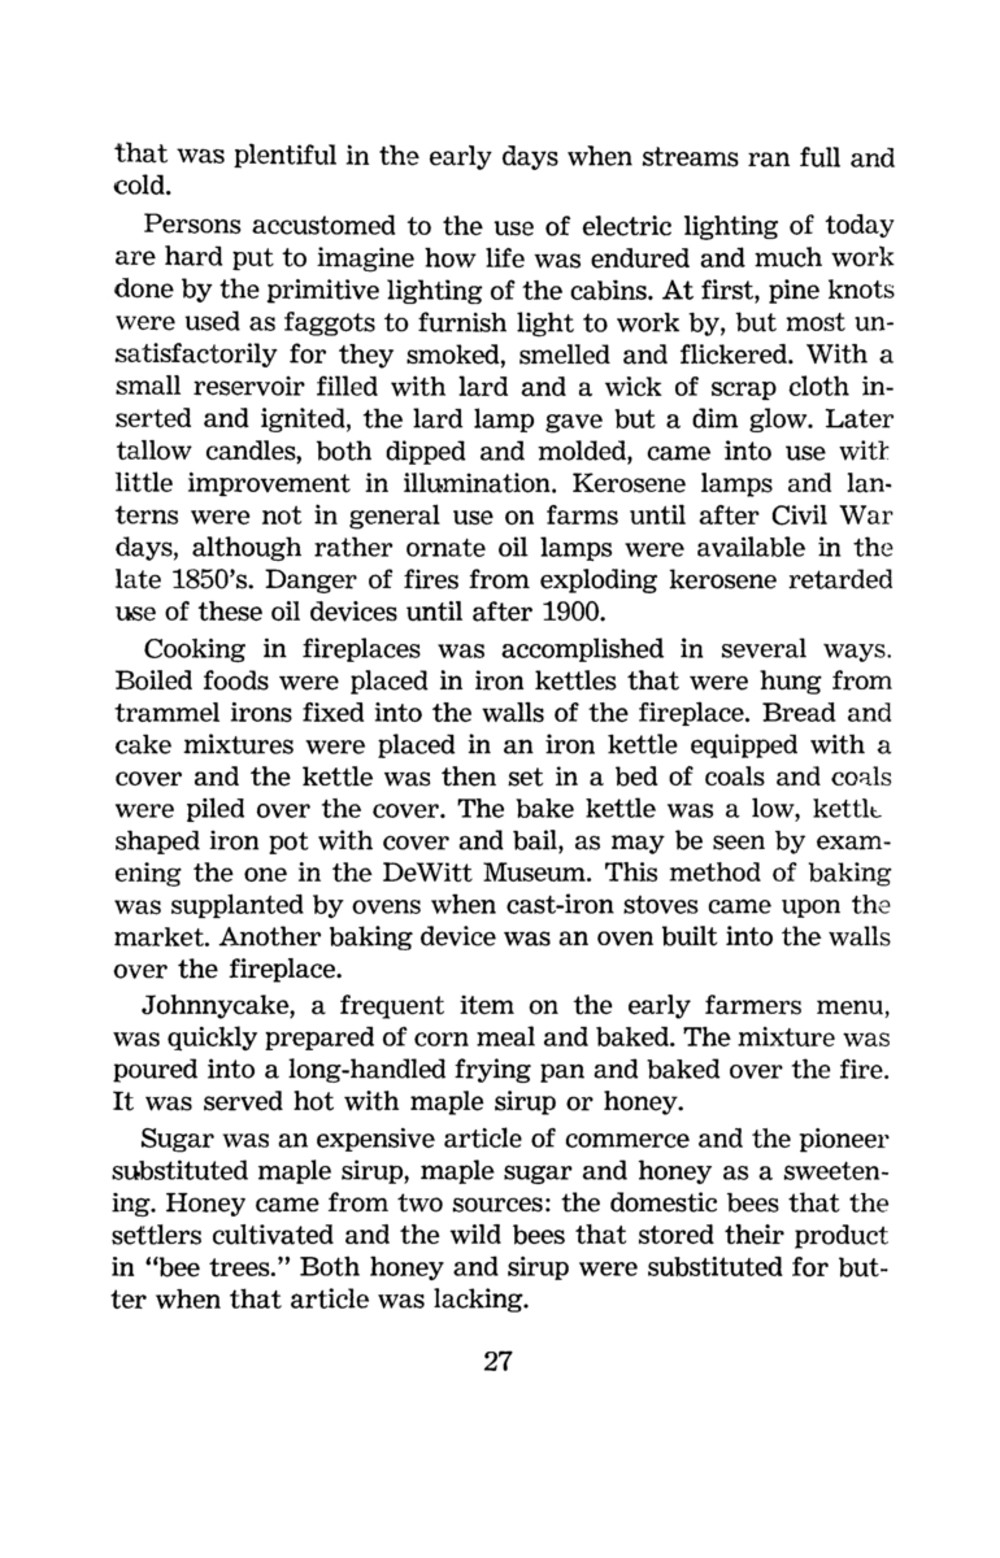 that was plentiful in the early days when streams ran full and
cold.
Persons accustomed to the use of electric lighting of today
are hard put to imagine how life was endured and much work
done by the primitive lighting of the cabins. At first, pine knots
were used as faggots to furnish light to work by, but most un-
satisfactorily for they smoked, smelled and flickered. With a
small reservoir filled with lard and a wick of scrap cloth in-
serted and ignited, the lard lamp gave but a dim glow. Later
tallow candles, both dipped and molded, came into use with
little improvement in illumination. Kerosene lamps and lan-
terns were not in general use on farms until after Civil War
days, although rather ornate oil lamps were available in the
late 1850's. Danger of fires from exploding kerosene retarded
use of these oil devices until after 1900.
Cooking in fireplaces was accomplished in several ways.
Boiled foods were placed in iron kettles that were hung from
trammel irons fixed into the walls of the fireplace. Bread and
cake mixtures were placed in an iron kettle equipped with a
cover and the kettle was then set in a bed of coals and coals
were piled over the cover. The bake kettle was a low, kettle
shaped iron pot with cover and bail, as may be seen by exam-
ening the one in the DeWitt Museum. This method of baking
was supplanted by ovens when cast-iron stoves came upon the
market. Another baking device was an oven built into the walls
over the fireplace.
Johnnycake, a frequent item on the early farmers menu,
was quickly prepared of corn meal and baked. The mixture was
poured into a long-handled frying pan and baked over the fire.
It was served hot with maple sirup or honey.
Sugar was an expensive article of commerce and the pioneer
substituted maple sirup, maple sugar and honey as a sweeten-
ing. Honey came from two sources: the domestic bees that the
settlers cultivated and the wild bees that stored their product
in "bee trees." Both honey and sirup were substituted for but-
ter when that article was lacking.
27